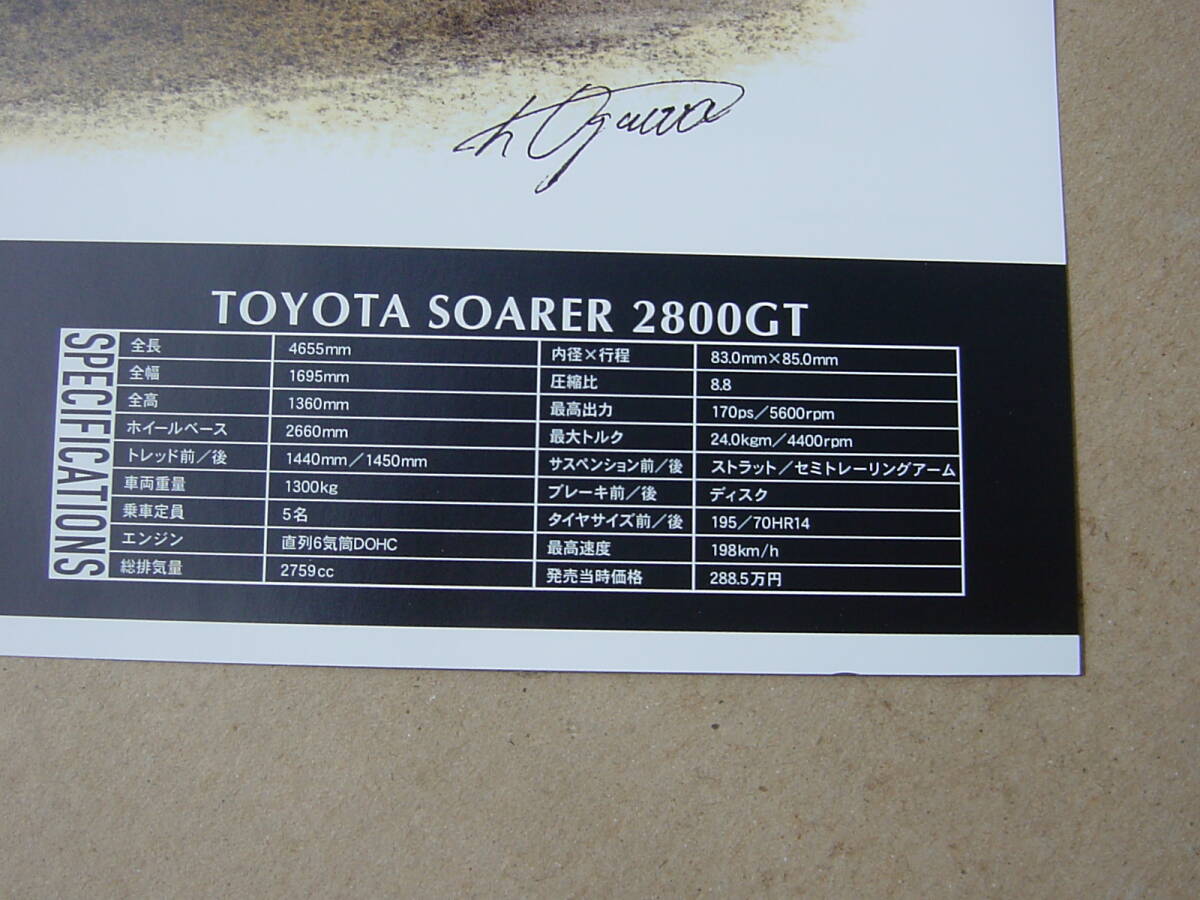 K Ogawa
TOYOTA SOARER 2800GT
SPECIFICATIONS
全長 4655mm 内径×行程 83.0mm×85.0mm
全幅 1695mm 圧縮比 8.8
全高 1360mm 最高出力 170ps／5600rpm
ホイールベース 2660mm 最大トルク 24.0kgm／4400rpm
トレッド前／後 1440mm／1450mm サスペンション前／後 ストラット／セミトレーリングアーム
車両重量 1300kg ブレーキ前／後 ディスク
乗車定員 5名 タイヤサイズ前／後 195／70HR14
エンジン 直列6気筒DOHC 最高速度 198km/h
総排気量 2759cc 発売当時価格 288.5万円